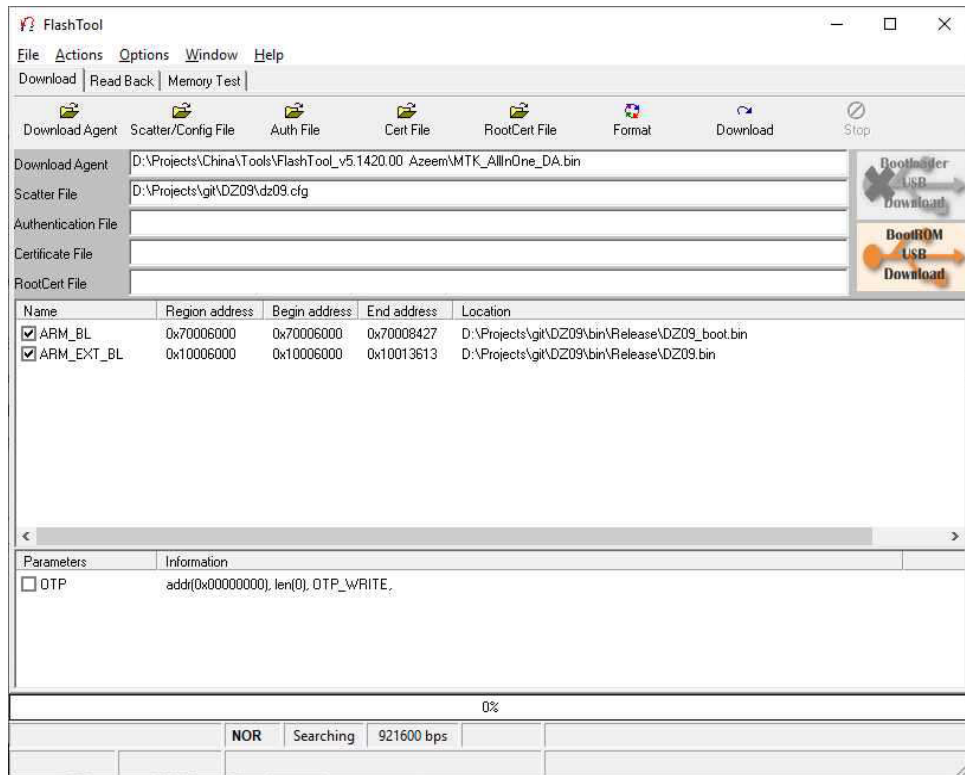 FlashTool
File Actions Options Window Help
Download Read Back Memory Test
Download Agent Scatter/Config File Auth File Cert File RootCert File Format Download Stop
Download Agent D:\Projects\China\Tools\FlashTool_v5.1420.00 Azeem\MTK_AllInOne_DA.bin
Scatter File D:\Projects\git\DZ09\dz09.cfg
Authentication File
Certificate File
RootCert File
Bootloader
USB
Download
BootROM
USB
Download
Name Region address Begin address End address Location
ARM_BL 0x70006000 0x70006000 0x70008427 D:\Projects\git\DZ09\bin\Release\DZ09_boot.bin
ARM_EXT_BL 0x10006000 0x10006000 0x10013613 D:\Projects\git\DZ09\bin\Release\DZ09.bin
Parameters Information
OTP addr(0x00000000), len(0), OTP_WRITE,
0%
NOR Searching 921600 bps